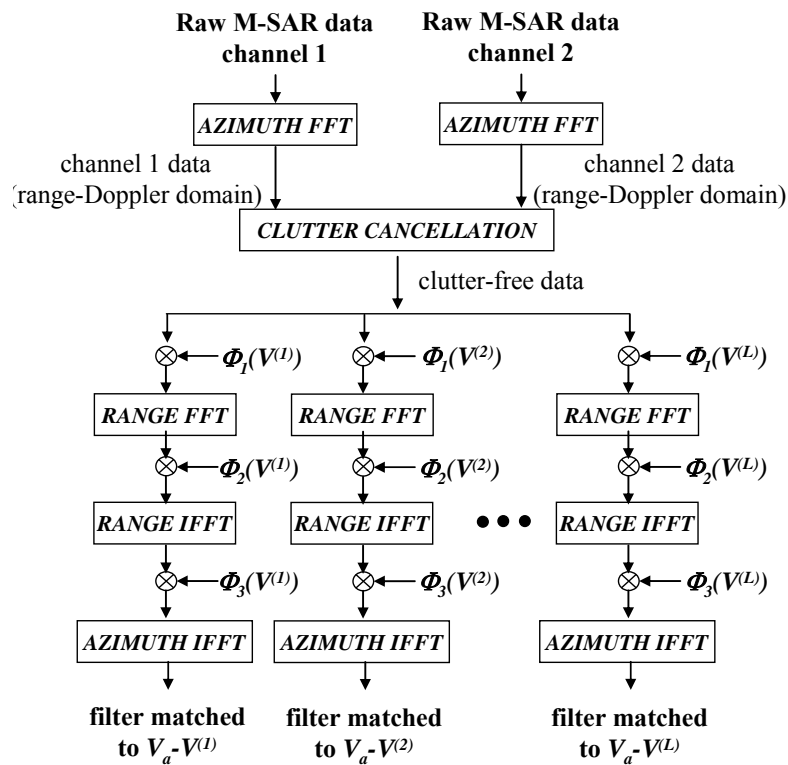 Raw M-SAR data
channel 1
Raw M-SAR data
channel 2
AZIMUTH FFT
AZIMUTH FFT
channel 1 data
(range-Doppler domain)
channel 2 data
(range-Doppler domain)
CLUTTER CANCELLATION
clutter-free data
Φ₁(V⁽¹⁾)
Φ₁(V⁽²⁾)
Φ₁(V⁽ᴸ⁾)
RANGE FFT
RANGE FFT
RANGE FFT
Φ₂(V⁽¹⁾)
Φ₂(V⁽²⁾)
Φ₂(V⁽ᴸ⁾)
RANGE IFFT
RANGE IFFT
●●●
RANGE IFFT
Φ₃(V⁽¹⁾)
Φ₃(V⁽²⁾)
Φ₃(V⁽ᴸ⁾)
AZIMUTH IFFT
AZIMUTH IFFT
AZIMUTH IFFT
filter matched
to Vₐ-V⁽¹⁾
filter matched
to Vₐ-V⁽²⁾
filter matched
to Vₐ-V⁽ᴸ⁾